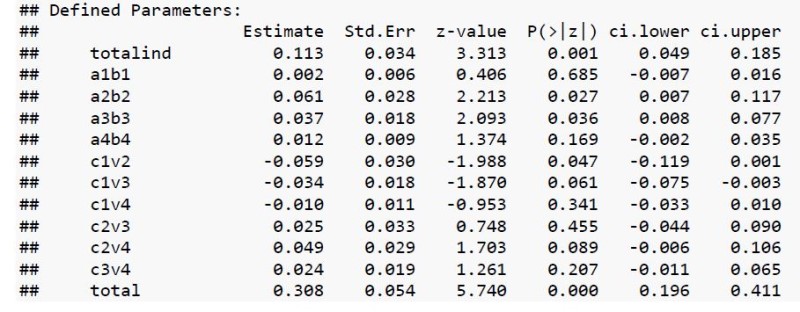 ## Defined Parameters:
##                Estimate  Std.Err  z-value  P(>|z|) ci.lower ci.upper
##     totalind      0.113    0.034    3.313    0.001    0.049    0.185
##     a1b1          0.002    0.006    0.406    0.685   -0.007    0.016
##     a2b2          0.061    0.028    2.213    0.027    0.007    0.117
##     a3b3          0.037    0.018    2.093    0.036    0.008    0.077
##     a4b4          0.012    0.009    1.374    0.169   -0.002    0.035
##     c1v2         -0.059    0.030   -1.988    0.047   -0.119    0.001
##     c1v3         -0.034    0.018   -1.870    0.061   -0.075   -0.003
##     c1v4         -0.010    0.011   -0.953    0.341   -0.033    0.010
##     c2v3          0.025    0.033    0.748    0.455   -0.044    0.090
##     c2v4          0.049    0.029    1.703    0.089   -0.006    0.106
##     c3v4          0.024    0.019    1.261    0.207   -0.011    0.065
##     total         0.308    0.054    5.740    0.000    0.196    0.411